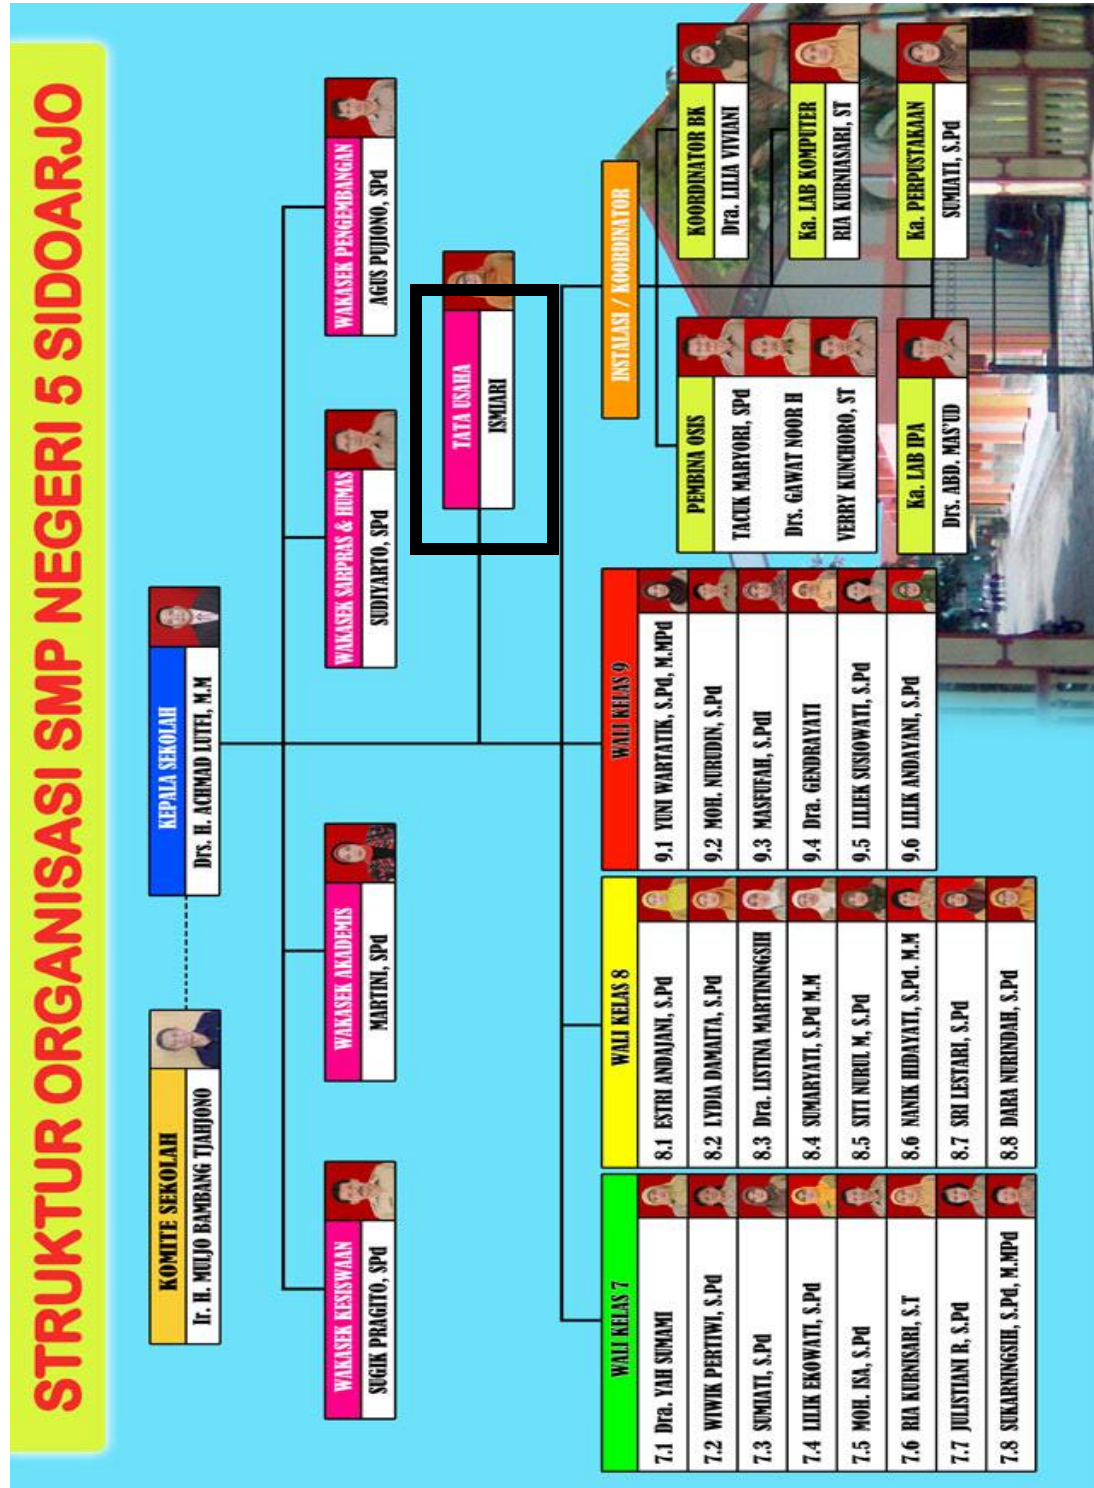 STRUKTUR ORGANISASI SMP NEGERI 5 SIDOARJO
KOMITE SEKOLAH
Ir. H. MULJO BAMBANG TJAHJONO
KEPALA SEKOLAH
Drs. H. ACHMAD LUTFI, M.M
WAKASEK KESISWAAN
SUGIK PRAGITO, SPd
WAKASEK AKADEMIS
MARTINI, SPd
WAKASEK SARPRAS & HUMAS
SUDIYARTO, SPd
WAKASEK PENGEMBANGAN
AGUS PUJIONO, SPd
TATA USAHA
ISMIARI
WALI KELAS 7
7.1 Dra. YAH SUMAMI
7.2 WIWIK PERTIWI, S.Pd
7.3 SUMIATI, S.Pd
7.4 LILIK EKOWATI, S.Pd
7.5 MOH. ISA, S.Pd
7.6 RIA KURNISARI, S.T
7.7 JULISTIANI R, S.Pd
7.8 SUKARNINGSIH, S.Pd, M.MPd
WALI KELAS 8
8.1 ESTRI ANDAJANI, S.Pd
8.2 LYDIA DAMAITA, S.Pd
8.3 Dra. LISTINA MARTININGSIH
8.4 SUMARYATI, S.Pd M.M
8.5 SITI NURUL M, S.Pd
8.6 NANIK HIDAYATI, S.Pd. M.M
8.7 SRI LESTARI, S.Pd
8.8 DARA NURINDAH, S.Pd
WALI KELAS 9
9.1 YUNI WARTATIK, S.Pd, M.MPd
9.2 MOH. NURUDIN, S.Pd
9.3 MASFUFAH, S.PdI
9.4 Dra. GENDRAYATI
9.5 LILIEK SUSIOWATI, S.Pd
9.6 LILIK ANDAYANI, S.Pd
INSTALASI / KOORDINATOR
PEMBINA OSIS
TACUK MARYORI, SPd
Drs. GAWAT NOOR H
VERRY KUNCHORO, ST
KOORDINATOR BK
Dra. LILIA VIVIANI
Ka. LAB KOMPUTER
RIA KURNIASARI, ST
Ka. LAB IPA
Drs. ABD. MAS'UD
Ka. PERPUSTAKAAN
SUMIATI, S.Pd